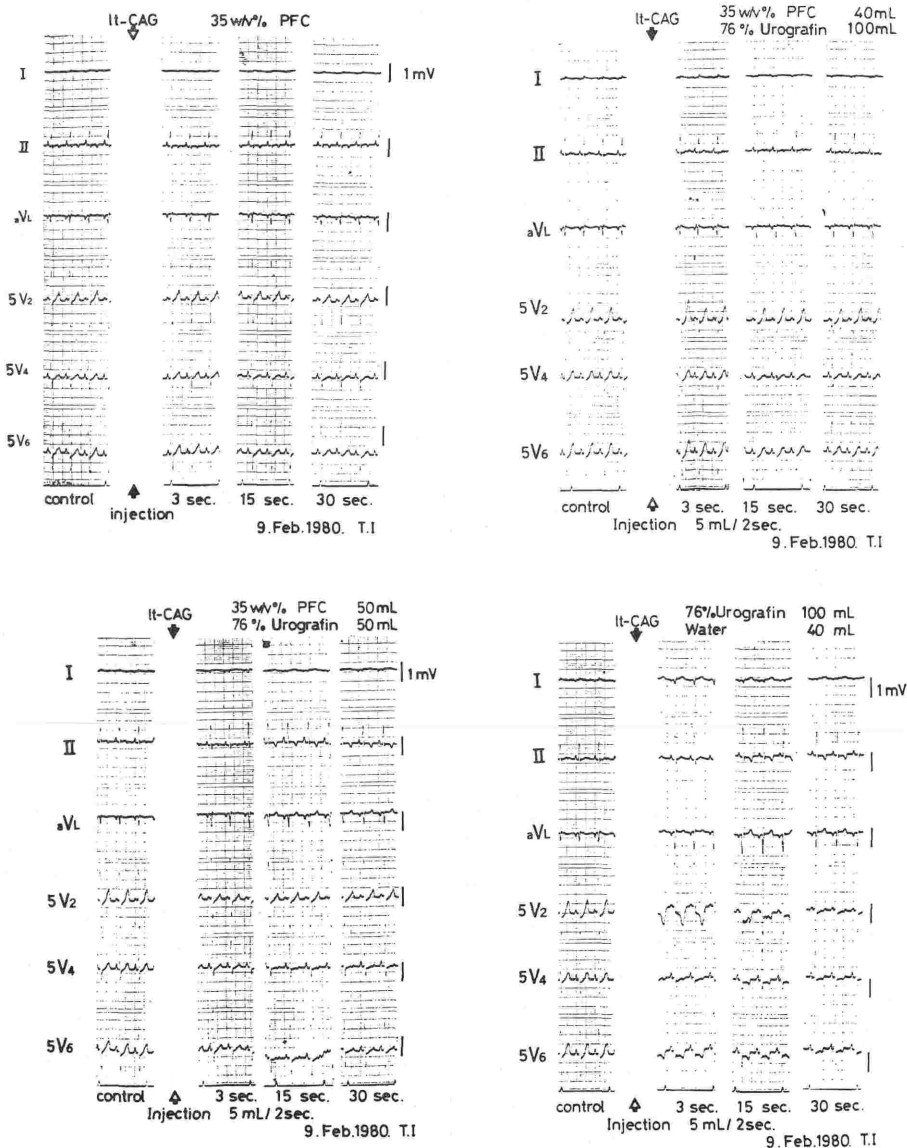 lt-CAG 35 w/v% PFC
I
1 mV
II
aVL
5V2
5V4
5V6
control 3 sec. 15 sec. 30 sec.
injection
9.Feb.1980. T.I
lt-CAG 35 w/v% PFC 40mL
76% Urografin 100mL
I
II
aVL
5V2
5V4
5V6
control 3 sec. 15 sec. 30 sec.
Injection 5 mL/2sec.
9.Feb.1980. T.I
lt-CAG 35 w/v% PFC 50mL
76% Urografin 50mL
I
1mV
II
aVL
5V2
5V4
5V6
control 3 sec. 15 sec. 30 sec.
Injection 5 mL/2sec.
9.Feb.1980. T.I
lt-CAG 76%Urografin 100 mL
Water 40 mL
I
1mV
II
aVL
5V2
5V4
5V6
control 3 sec. 15 sec. 30 sec.
Injection 5 mL/2sec.
9.Feb.1980. T.I